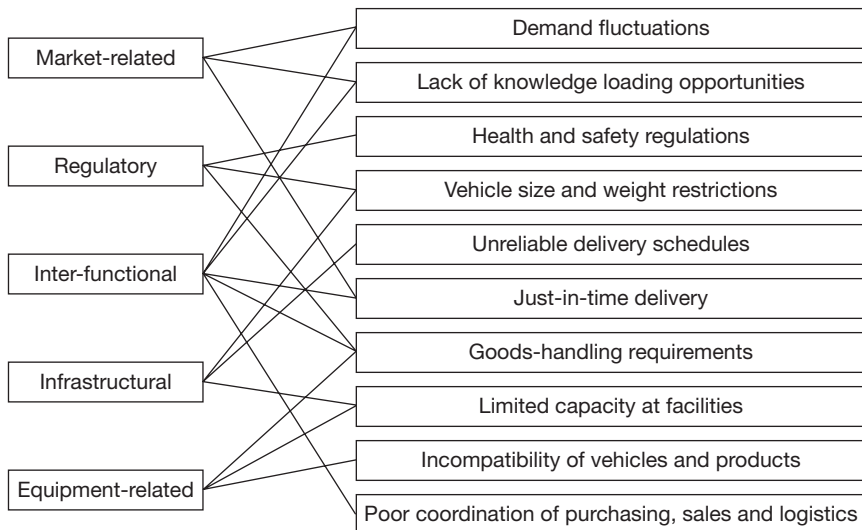 Market-related
Regulatory
Inter-functional
Infrastructural
Equipment-related
Demand fluctuations
Lack of knowledge loading opportunities
Health and safety regulations
Vehicle size and weight restrictions
Unreliable delivery schedules
Just-in-time delivery
Goods-handling requirements
Limited capacity at facilities
Incompatibility of vehicles and products
Poor coordination of purchasing, sales and logistics